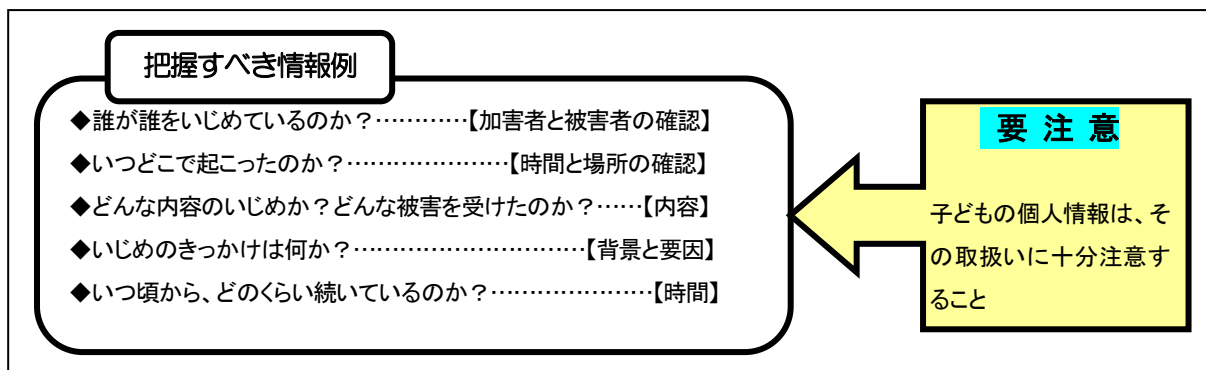 把握すべき情報例
◆誰が誰をいじめているのか？…………【加害者と被害者の確認】
◆いつどこで起こったのか？…………………【時間と場所の確認】
◆どんな内容のいじめか？どんな被害を受けたのか？……【内容】
◆いじめのきっかけは何か？…………………………【背景と要因】
◆いつ頃から、どのくらい続いているのか？…………………【時間】
要 注 意
子どもの個人情報は、そ
の取扱いに十分注意す
ること